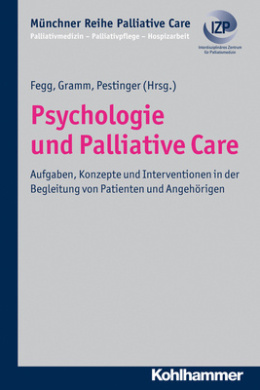 Münchner Reihe Palliative Care
Palliativmedizin – Palliativpflege – Hospizarbeit
IZP
Interdisziplinäres Zentrum
für Palliativmedizin
Fegg, Gramm, Pestinger (Hrsg.)
Psychologie
und Palliative Care
Aufgaben, Konzepte und Interventionen in der
Begleitung von Patienten und Angehörigen
Kohlhammer